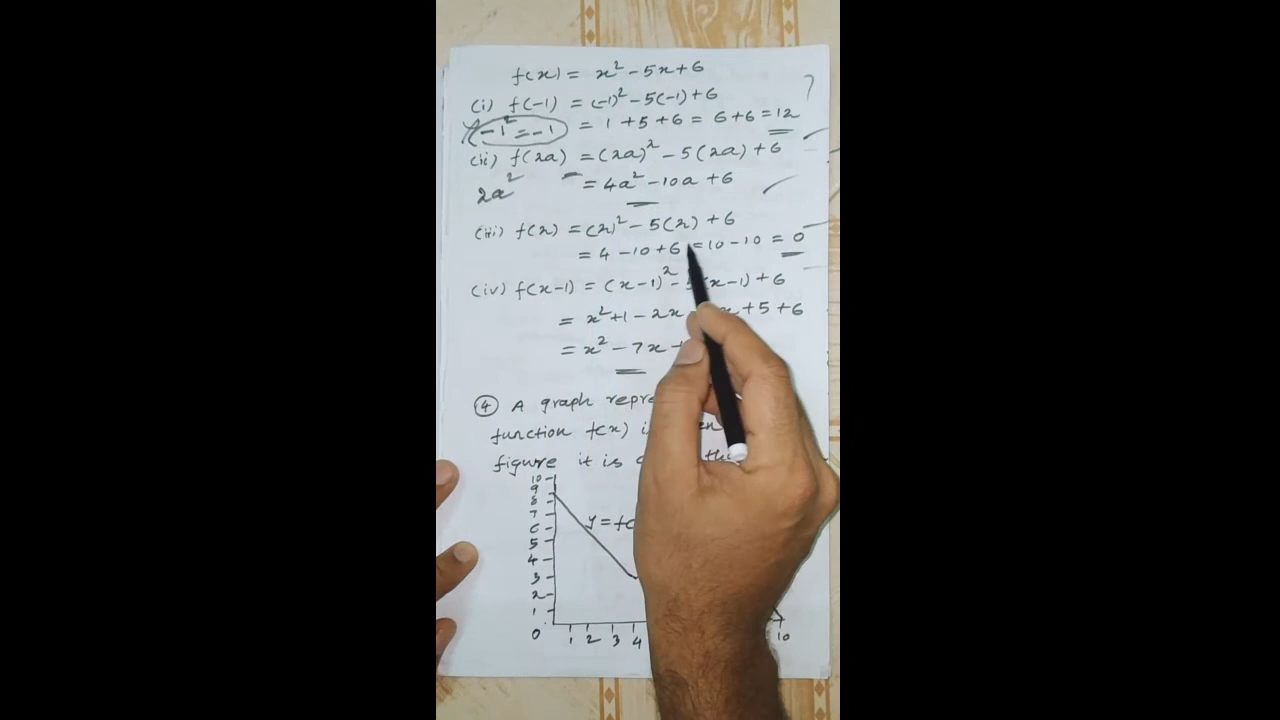 f(x) = x² - 5x + 6
(i) f(-1) = (-1)² - 5(-1) + 6
-1² = -1 = 1 + 5 + 6 = 6 + 6 = 12
(ii) f(2a) = (2a)² - 5(2a) + 6
2a² = 4a² - 10a + 6
(iii) f(2) = (2)² - 5(2) + 6
= 4 - 10 + 6 = 10 - 10 = 0
(iv) f(x-1) = (x-1)² - (x-1) + 6
= x² + 1 - 2x x + 5 + 6
= x² - 7x +
④ A graph
function f(x)
figure it is
10
9
8
7
6
5
4
3
2
1
0
y = f
1 2 3 4 10